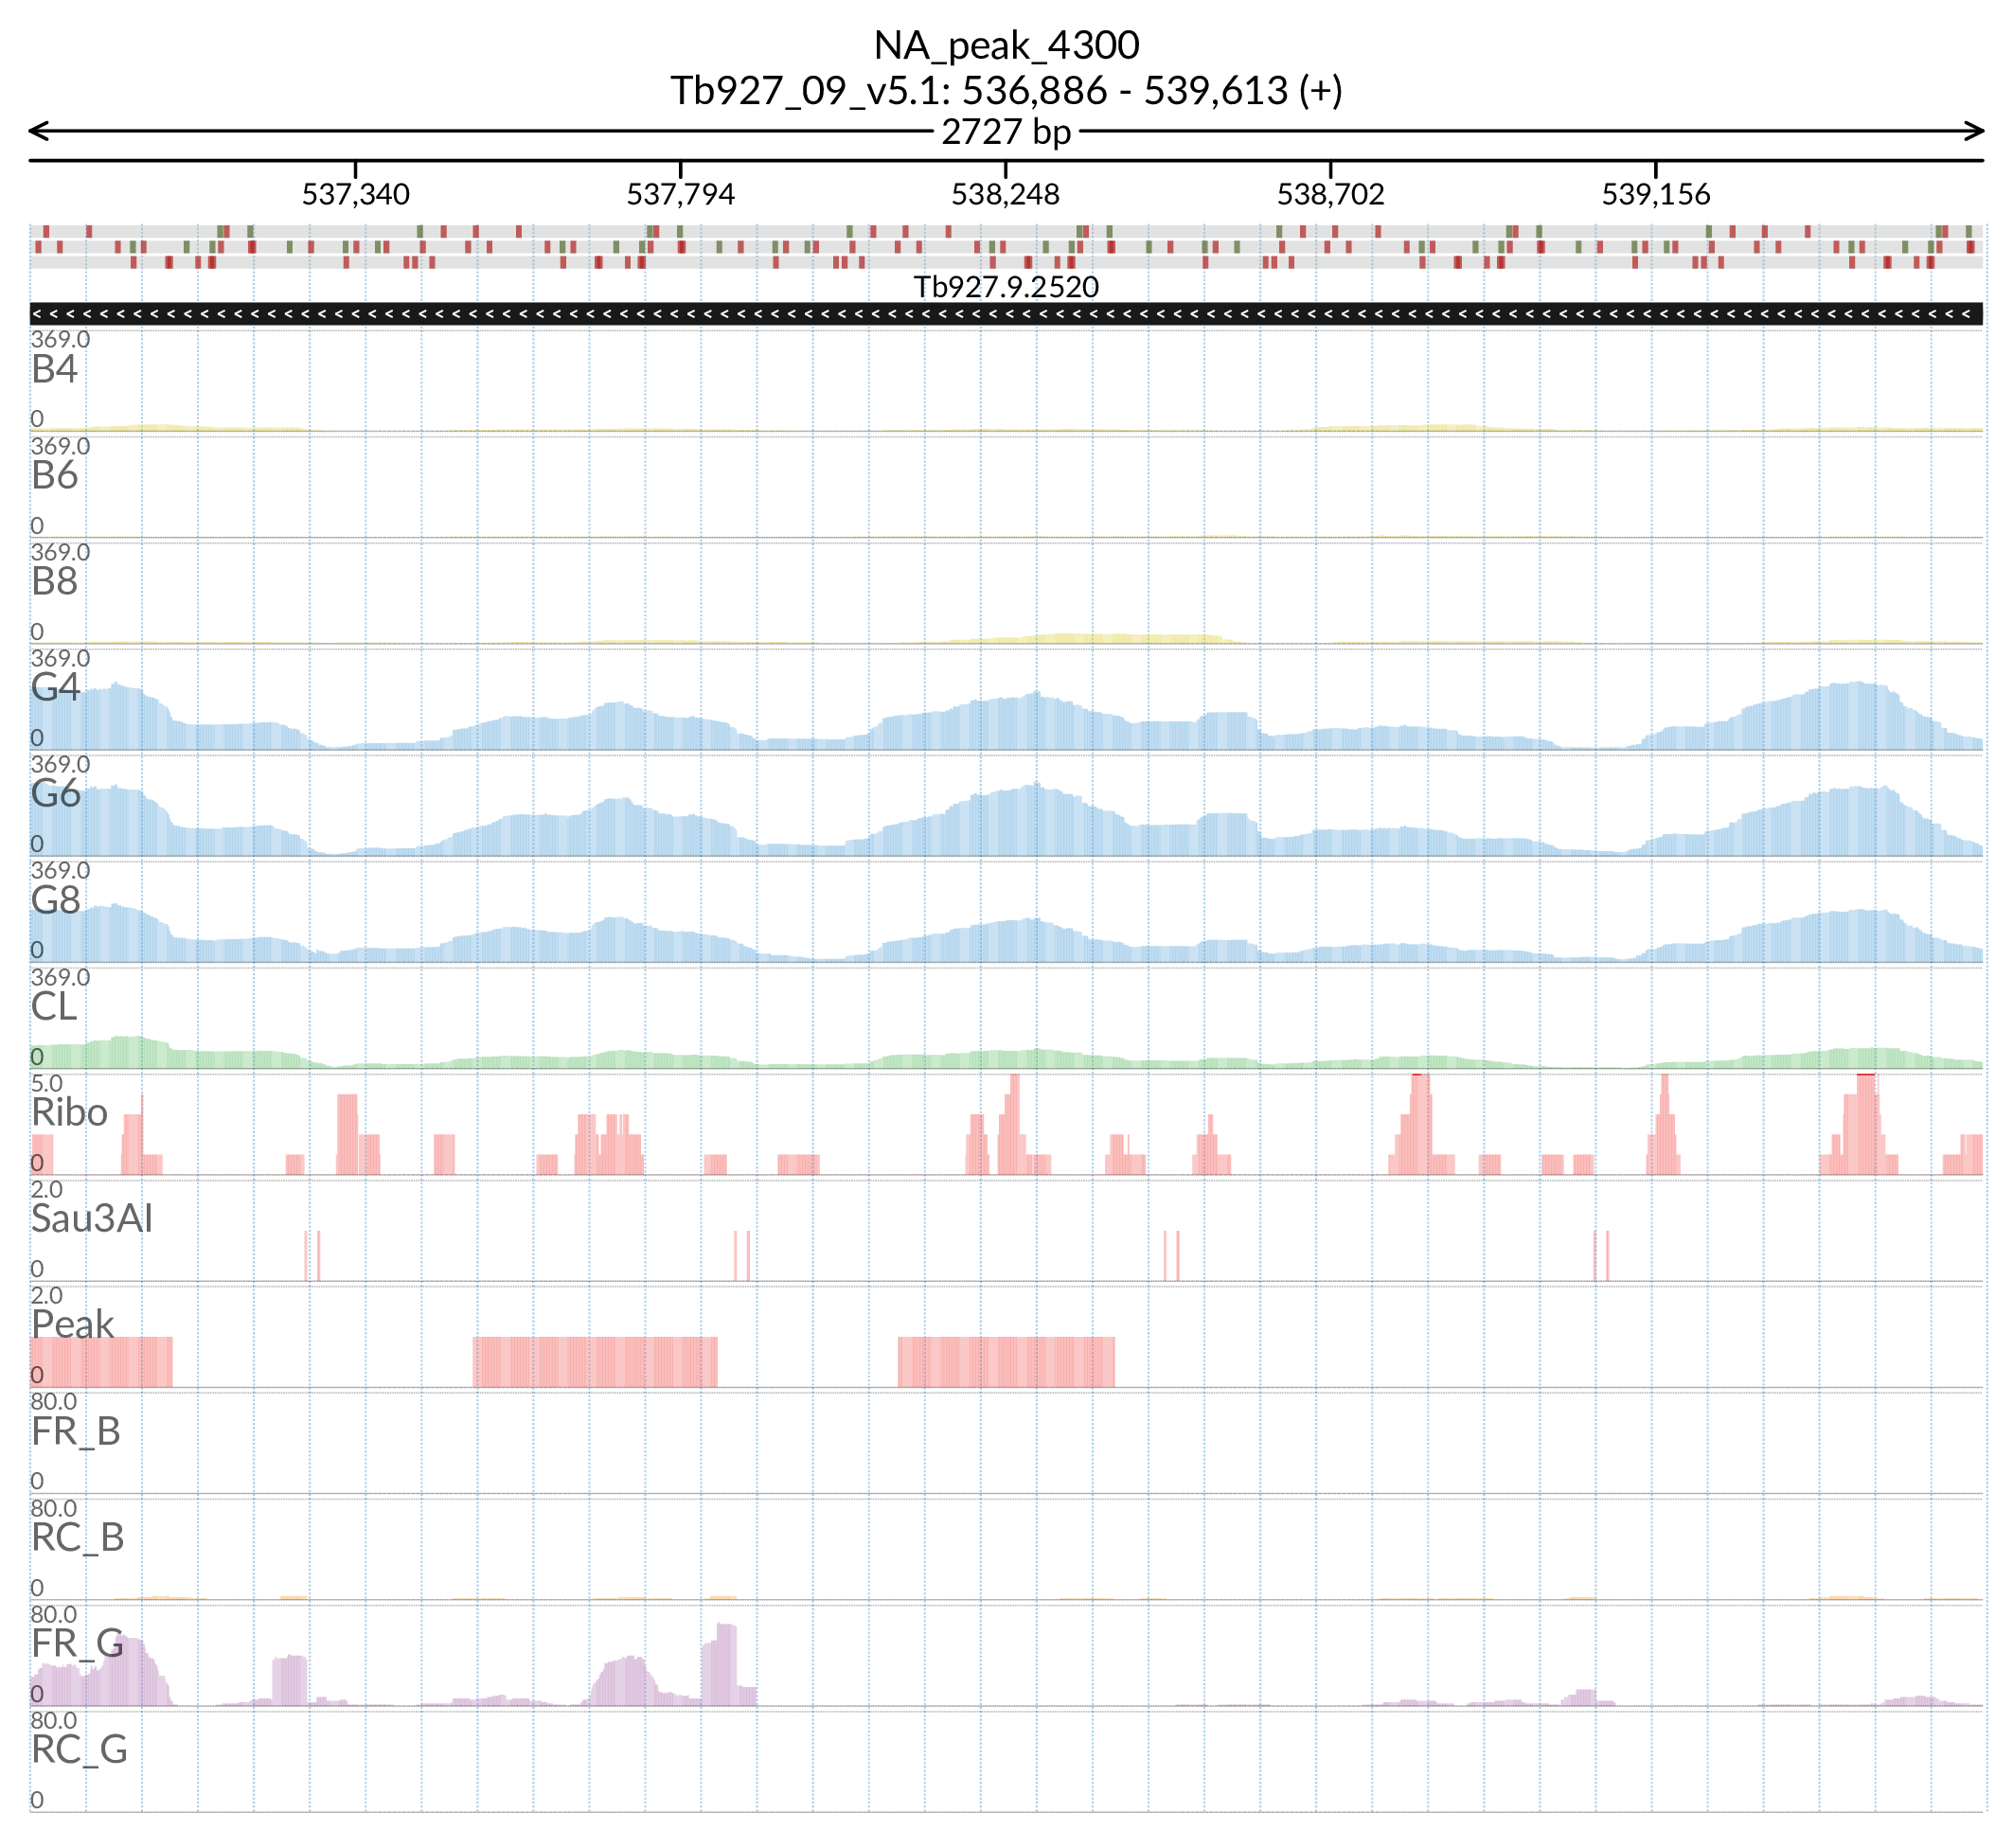 NA_peak_4300
Tb927_09_v5.1: 536,886 - 539,613 (+)
2727 bp
537,340 537,794 538,248 538,702 539,156
Tb927.9.2520
369.0
B4
0
369.0
B6
0
369.0
B8
0
369.0
G4
0
369.0
G6
0
369.0
G8
0
369.0
CL
0
5.0
Ribo
0
2.0
Sau3AI
0
2.0
Peak
0
80.0
FR_B
0
80.0
RC_B
0
80.0
FR_G
0
80.0
RC_G
0